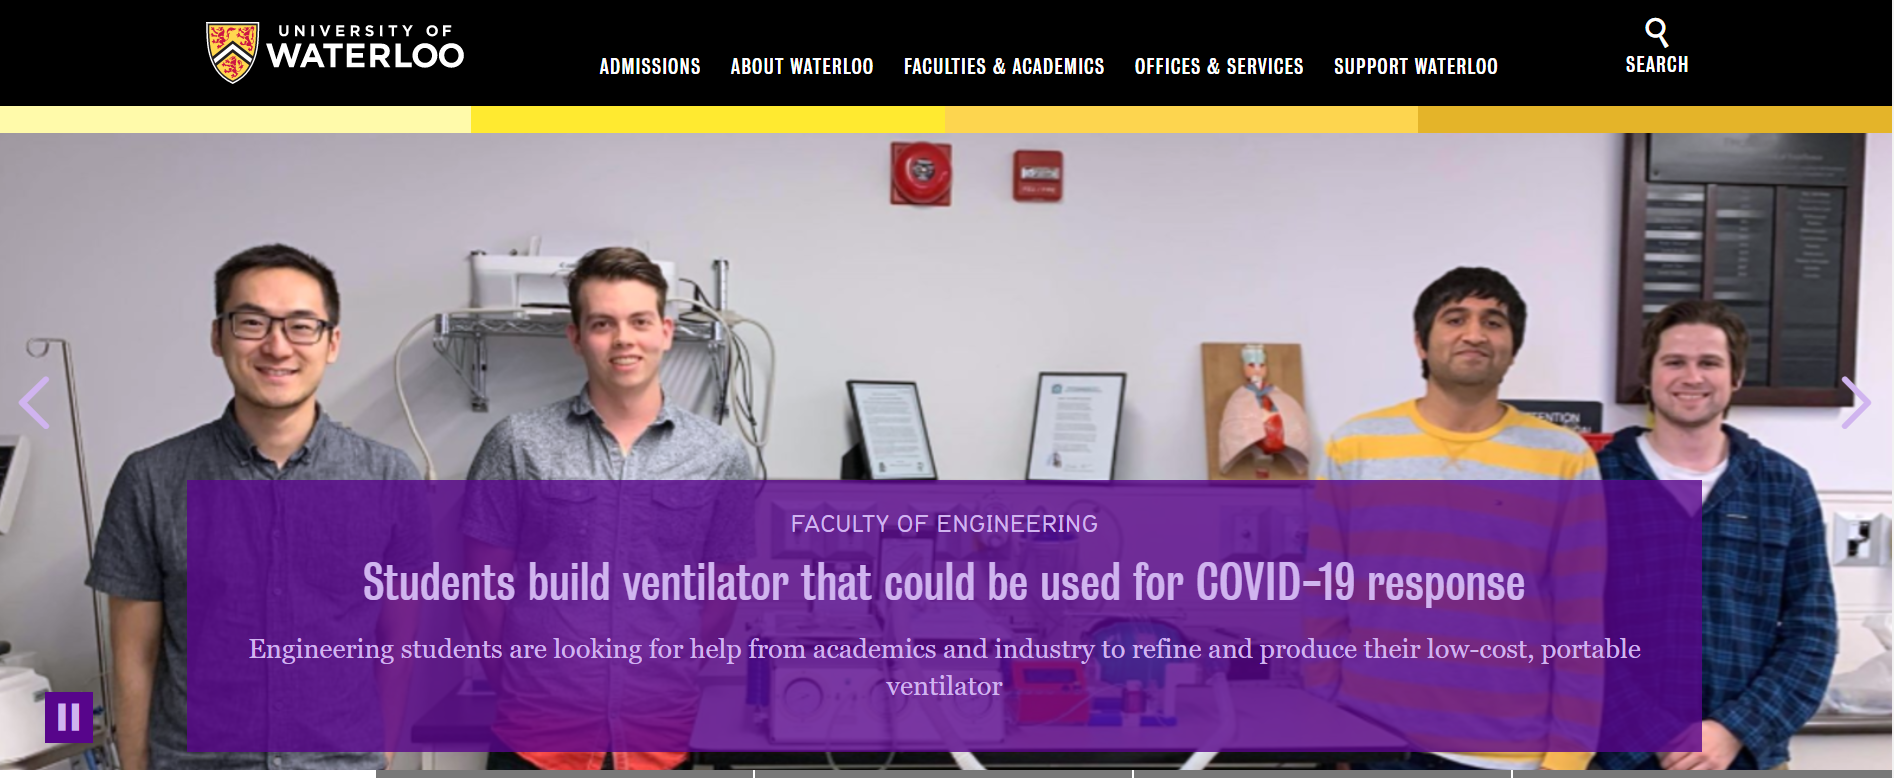 UNIVERSITY OF
WATERLOO
ADMISSIONS ABOUT WATERLOO FACULTIES & ACADEMICS OFFICES & SERVICES SUPPORT WATERLOO
SEARCH
FACULTY OF ENGINEERING
Students build ventilator that could be used for COVID-19 response
Engineering students are looking for help from academics and industry to refine and produce their low-cost, portable
ventilator